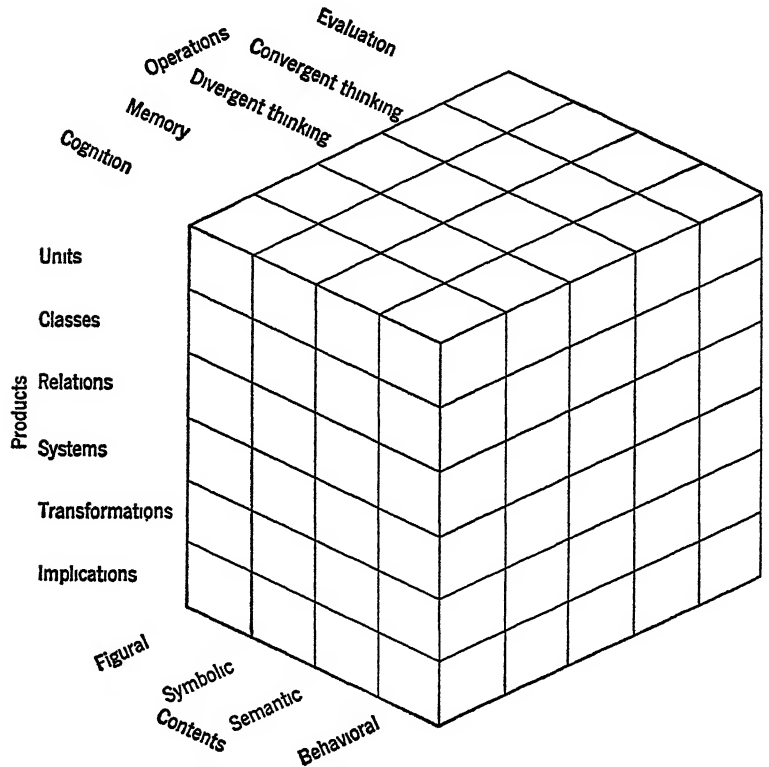 Evaluation
Operations
Convergent thinking
Divergent thinking
Memory
Cognition
Units
Classes
Products
Relations
Systems
Transformations
Implications
Figural
Symbolic
Semantic
Contents
Behavioral